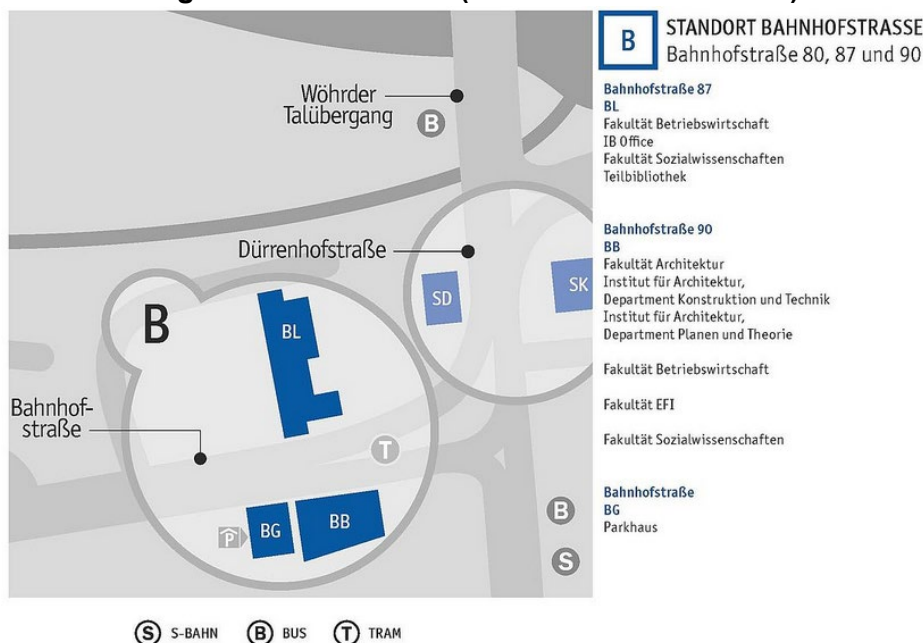 B
STANDORT BAHNHOFSTRASSE
Bahnhofstraße 80, 87 und 90
Wöhrder
Talübergang
B
Dürrenhofstraße
SD
SK
B
BL
Bahnhof-
straße
T
P
BG
BB
B
S
Bahnhofstraße 87
BL
Fakultät Betriebswirtschaft
IB Office
Fakultät Sozialwissenschaften
Teilbibliothek
Bahnhofstraße 90
BB
Fakultät Architektur
Institut für Architektur,
Department Konstruktion und Technik
Institut für Architektur,
Department Planen und Theorie
Fakultät Betriebswirtschaft
Fakultät EFI
Fakultät Sozialwissenschaften
Bahnhofstraße
BG
Parkhaus
S S-BAHN B BUS T TRAM